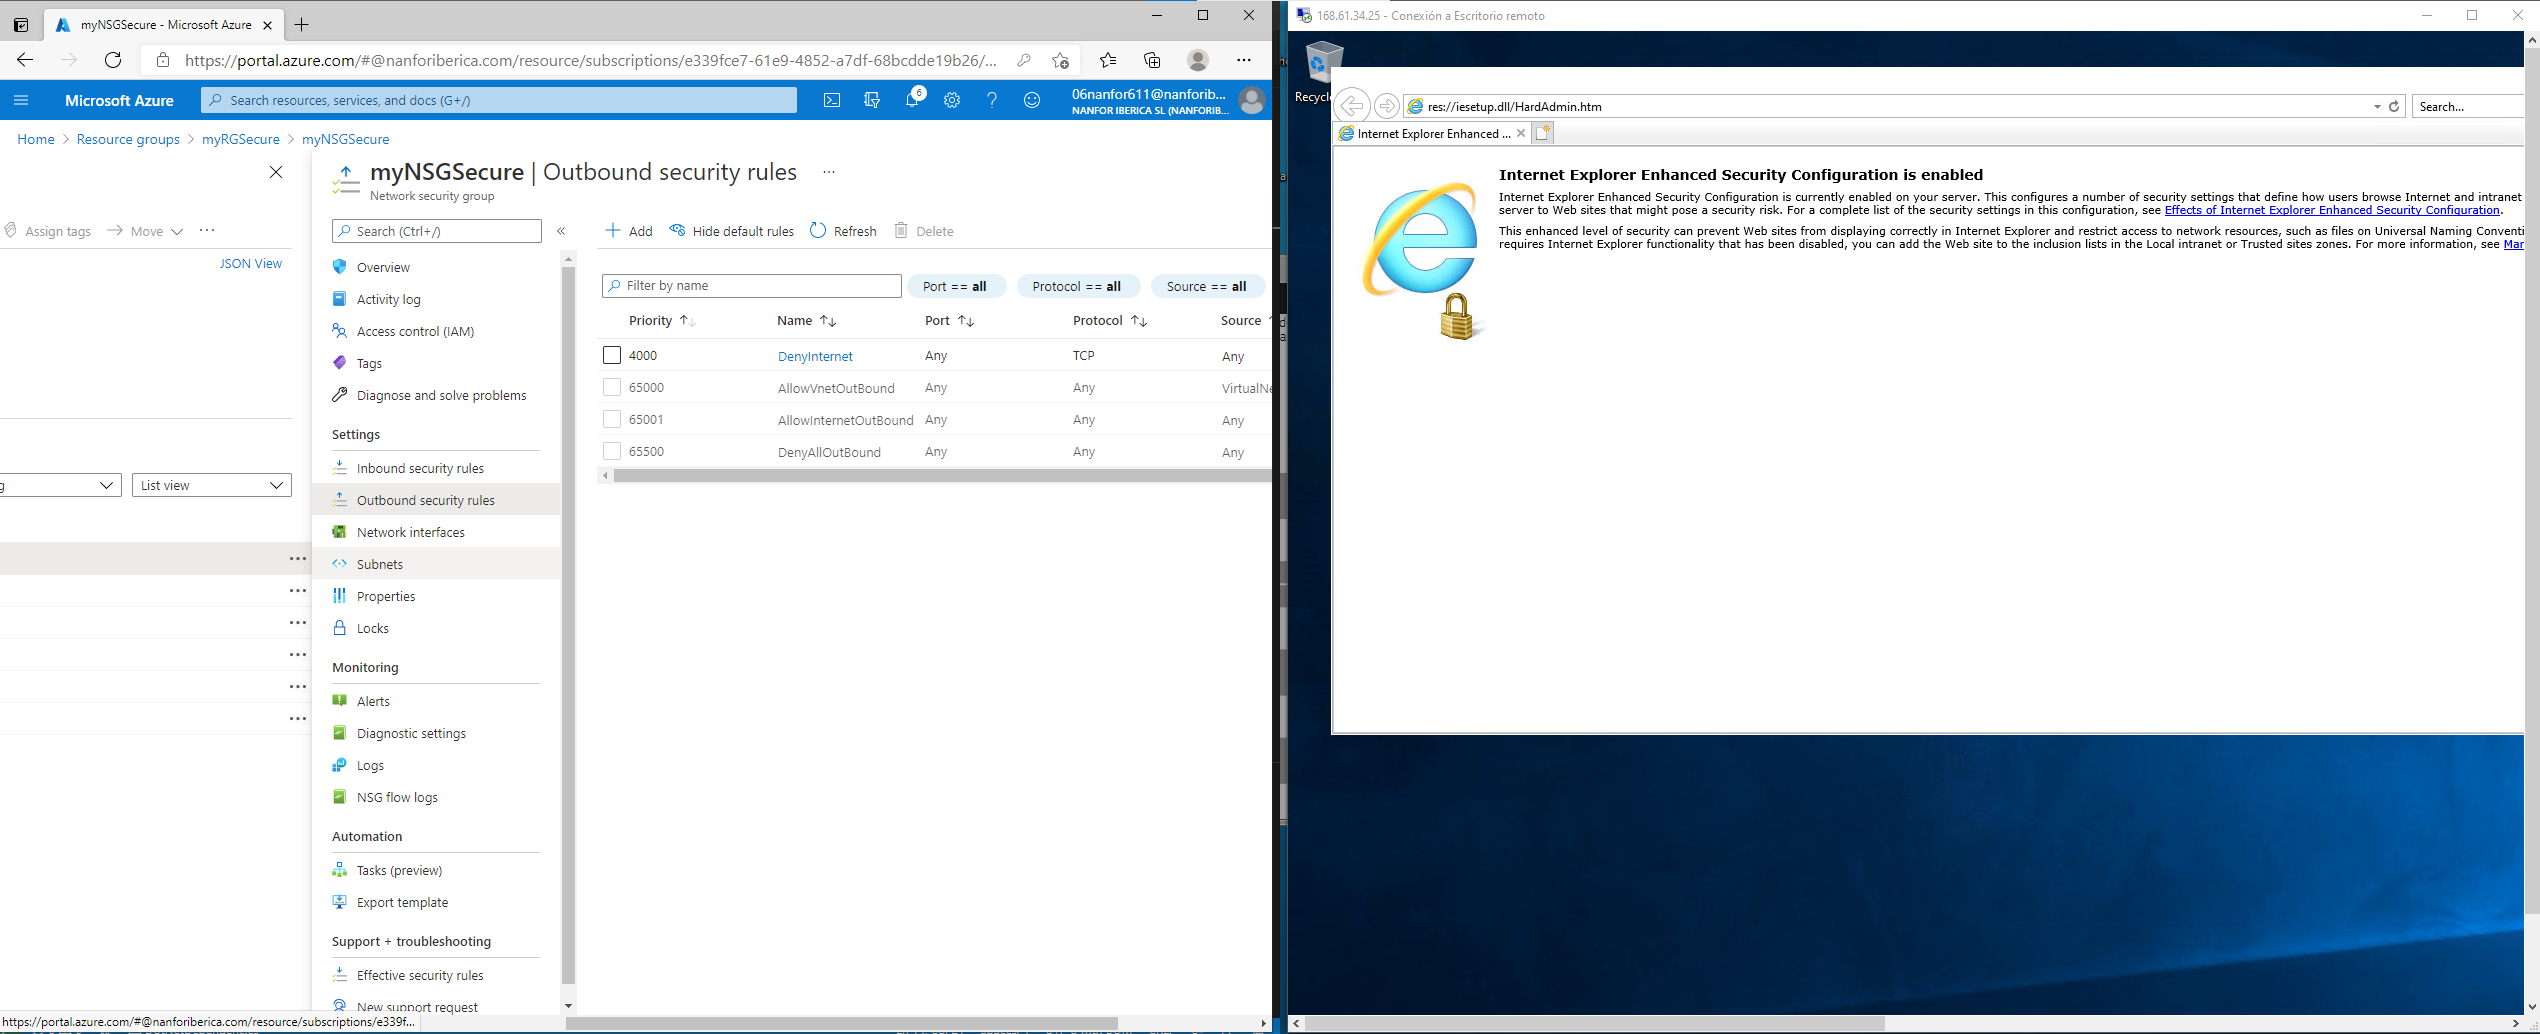 myNSGSecure - Microsoft Azure
https://portal.azure.com/#@nanforiberica.com/resource/subscriptions/e339fce7-61e9-4852-a7df-68bcdde19b26/...
Microsoft Azure
Search resources, services, and docs (G+/)
6
06nanfor611@nanforib...
NANFOR IBERICA SL (NANFORIB...
Home > Resource groups > myRGSecure > myNSGSecure
Assign tags
Move
...
JSON View
g
List view
myNSGSecure | Outbound security rules ...
Network security group
Search (Ctrl+/)
«
Overview
Activity log
Access control (IAM)
Tags
Diagnose and solve problems
Settings
Inbound security rules
Outbound security rules
Network interfaces
Subnets
Properties
Locks
Monitoring
Alerts
Diagnostic settings
Logs
NSG flow logs
Automation
Tasks (preview)
Export template
Support + troubleshooting
Effective security rules
New support request
Add Hide default rules Refresh Delete
Filter by name
Port == all
Protocol == all
Source == all
Priority Name Port Protocol Source
4000 DenyInternet Any TCP Any
65000 AllowVnetOutBound Any Any VirtualNe
65001 AllowInternetOutBound Any Any Any
65500 DenyAllOutBound Any Any Any
https://portal.azure.com/#@nanforiberica.com/resource/subscriptions/e339f...
168.61.34.25 - Conexión a Escritorio remoto
Recycl
res://iesetup.dll/HardAdmin.htm
Search...
Internet Explorer Enhanced ...
Internet Explorer Enhanced Security Configuration is enabled
Internet Explorer Enhanced Security Configuration is currently enabled on your server. This configures a number of security settings that define how users browse Internet and intranet
server to Web sites that might pose a security risk. For a complete list of the security settings in this configuration, see Effects of Internet Explorer Enhanced Security Configuration.
This enhanced level of security can prevent Web sites from displaying correctly in Internet Explorer and restrict access to network resources, such as files on Universal Naming Conventi
requires Internet Explorer functionality that has been disabled, you can add the Web site to the inclusion lists in the Local intranet or Trusted sites zones. For more information, see Mar